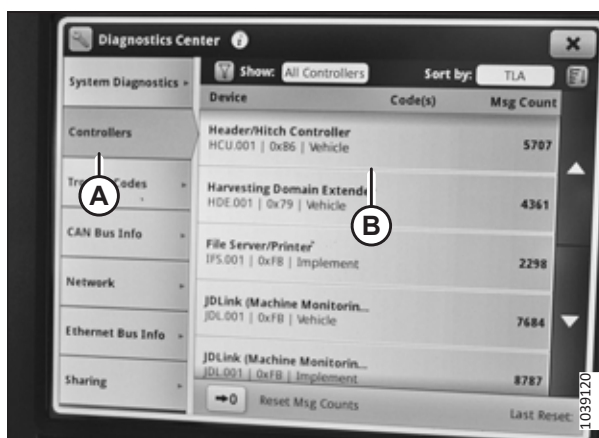 Diagnostics Center
Show: All Controllers Sort by: TLA
System Diagnostics
Device Code(s) Msg Count
Controllers
Header/Hitch Controller
HCU.001 | 0x86 | Vehicle 5707
A
Codes
Harvesting Domain
HDE.001 | 0x79 | Vehicle 4361
B
CAN Bus Info
File Server/Printer
IFS.001 | 0xF8 | Implement 2298
Network
JDLink (Machine Monitorin...
JDL.001 | 0xFB | Vehicle 7684
Ethernet Bus Info
JDLink (Machine Monitorin...
JDL.001 | 0xFB | Implement 8787
Sharing
0 Reset Msg Counts
Last Reset:
1039120